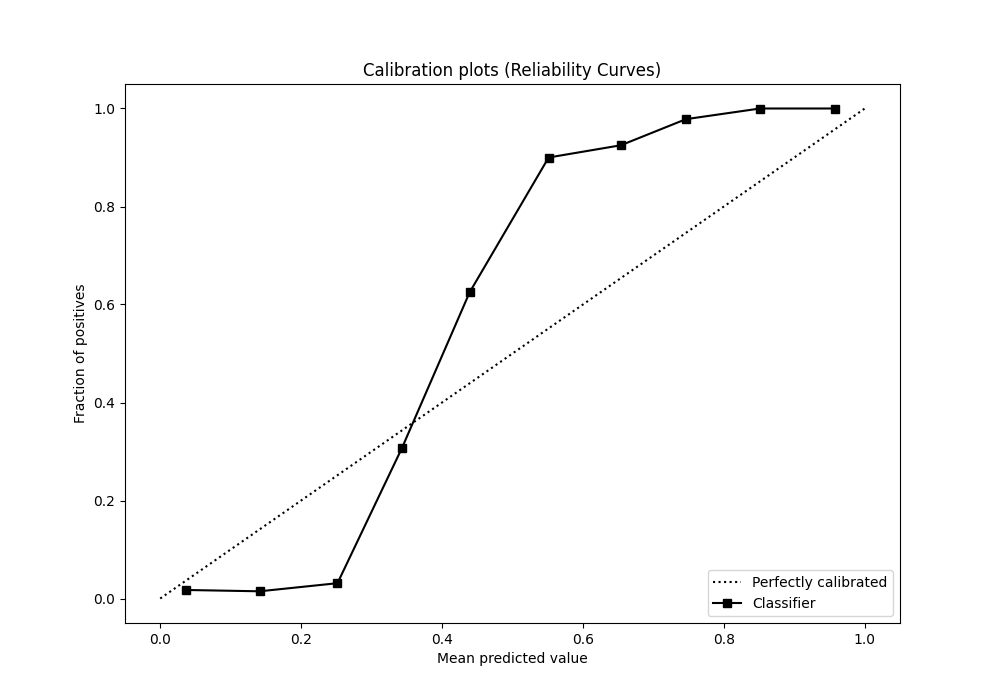 Calibration plots (Reliability Curves)
1.0
0.8
0.6
0.4
0.2
0.0
Fraction of positives
0.0 0.2 0.4 0.6 0.8 1.0
Mean predicted value
Perfectly calibrated
Classifier